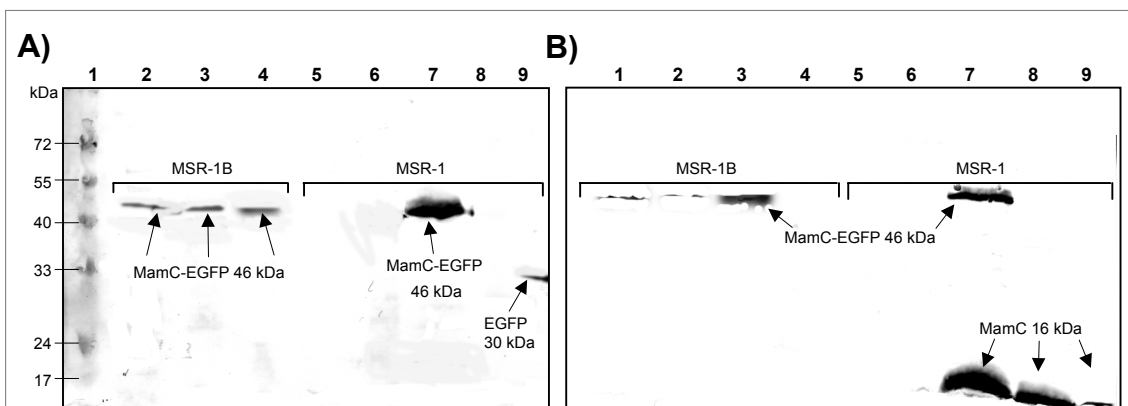 A)
1 2 3 4 5 6 7 8 9
kDa
72
55
40
33
24
17
MSR-1B
MSR-1
MamC-EGFP 46 kDa
MamC-EGFP
46 kDa
EGFP
30 kDa
B)
1 2 3 4 5 6 7 8 9
MSR-1B
MSR-1
MamC-EGFP 46 kDa
MamC 16 kDa